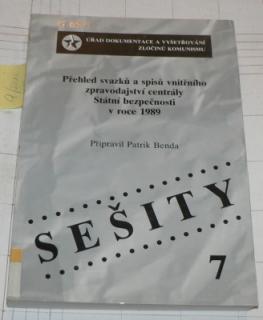 ÚŘAD DOKUMENTACE A VYŠETŘOVÁNÍ
ZLOČINŮ KOMUNISMU
Přehled svazků a spisů vnitřního
zpravodajství centrály
Státní bezpečnosti
v roce 1989
Připravil Patrik Benda
SEŠITY
7